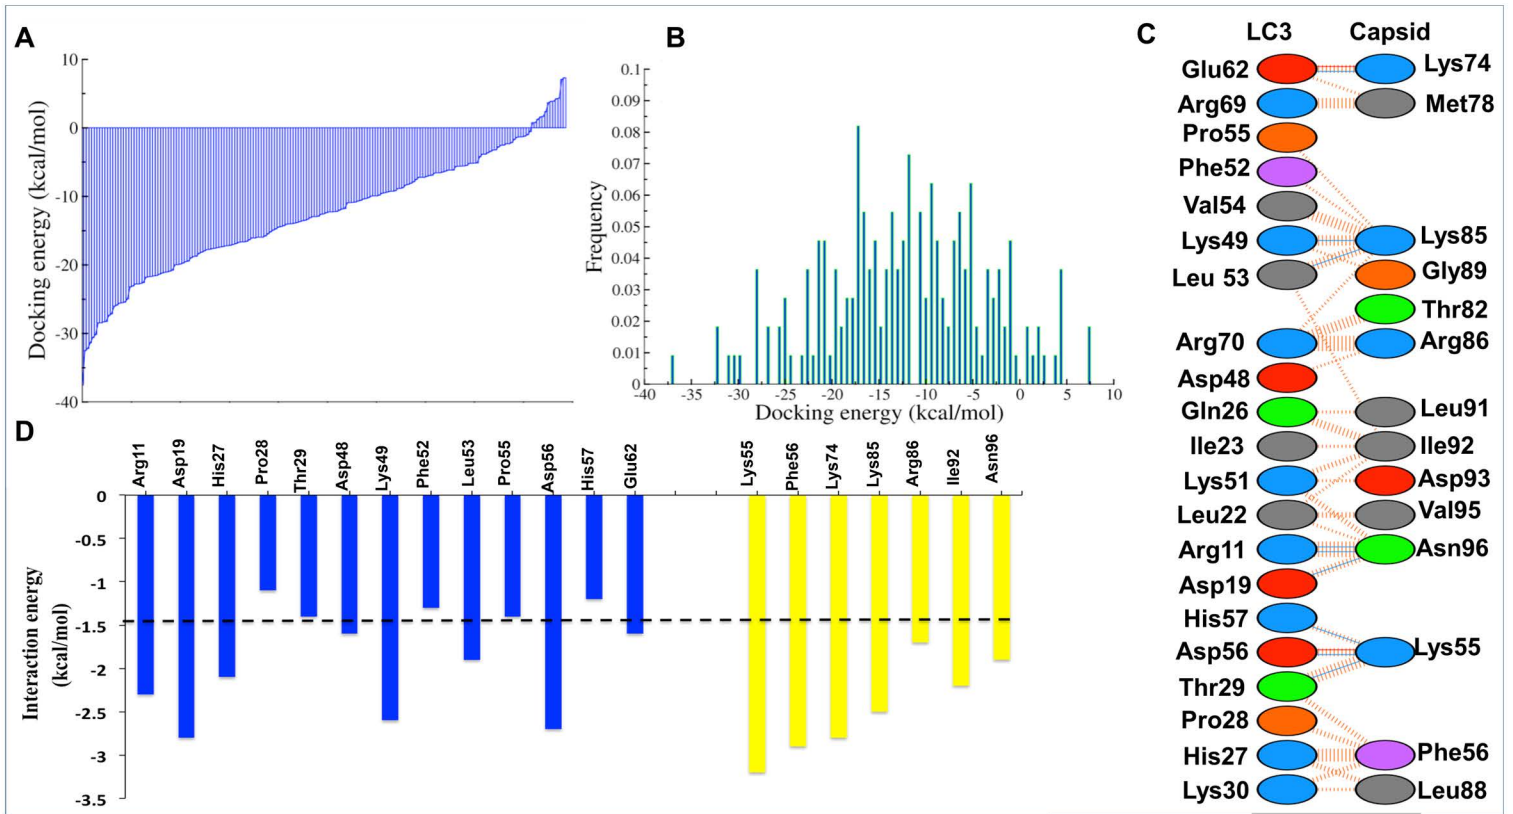 A
10
0
-10
-20
-30
-40
Docking energy (kcal/mol)
B
0.1
0.09
0.08
0.07
0.06
0.05
0.04
0.03
0.02
0.01
0
Frequency
-40 -35 -30 -25 -20 -15 -10 -5 0 5 10
Docking energy (kcal/mol)
C
LC3 Capsid
Glu62 Lys74
Arg69 Met78
Pro55
Phe52
Val54
Lys49 Lys85
Leu 53 Gly89
Thr82
Arg70 Arg86
Asp48
Gln26 Leu91
Ile23 Ile92
Lys51 Asp93
Leu22 Val95
Arg11 Asn96
Asp19
His57
Asp56 Lys55
Thr29
Pro28
His27 Phe56
Lys30 Leu88
D
Arg11 Asp19 His27 Pro28 Thr29 Asp48 Lys49 Phe52 Leu53 Pro55 Asp56 His57 Glu62 Lys55 Phe56 Lys74 Lys85 Arg86 Ile92 Asn96
0
-0.5
-1
-1.5
-2
-2.5
-3
-3.5
Interaction energy
(kcal/mol)